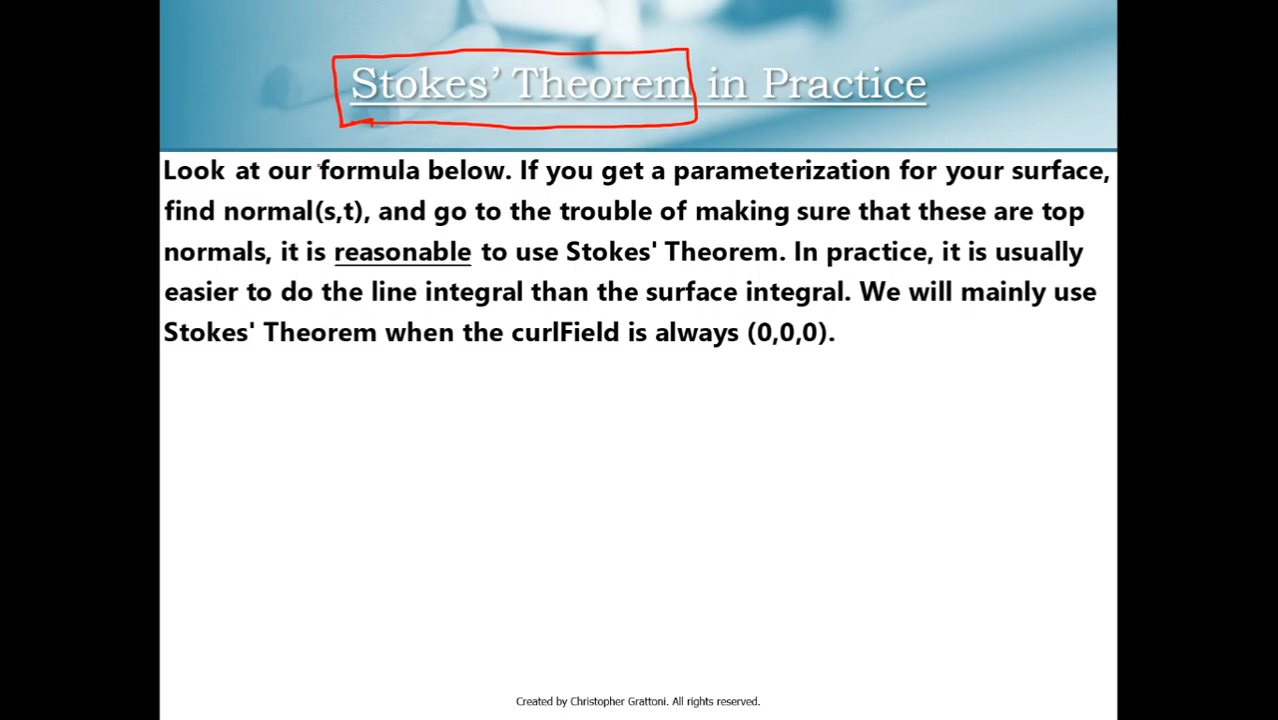 Stokes’ Theorem in Practice
Look at our formula below. If you get a parameterization for your surface,
find normal(s,t), and go to the trouble of making sure that these are top
normals, it is reasonable to use Stokes' Theorem. In practice, it is usually
easier to do the line integral than the surface integral. We will mainly use
Stokes' Theorem when the curlField is always (0,0,0).
Created by Christopher Grattoni. All rights reserved.